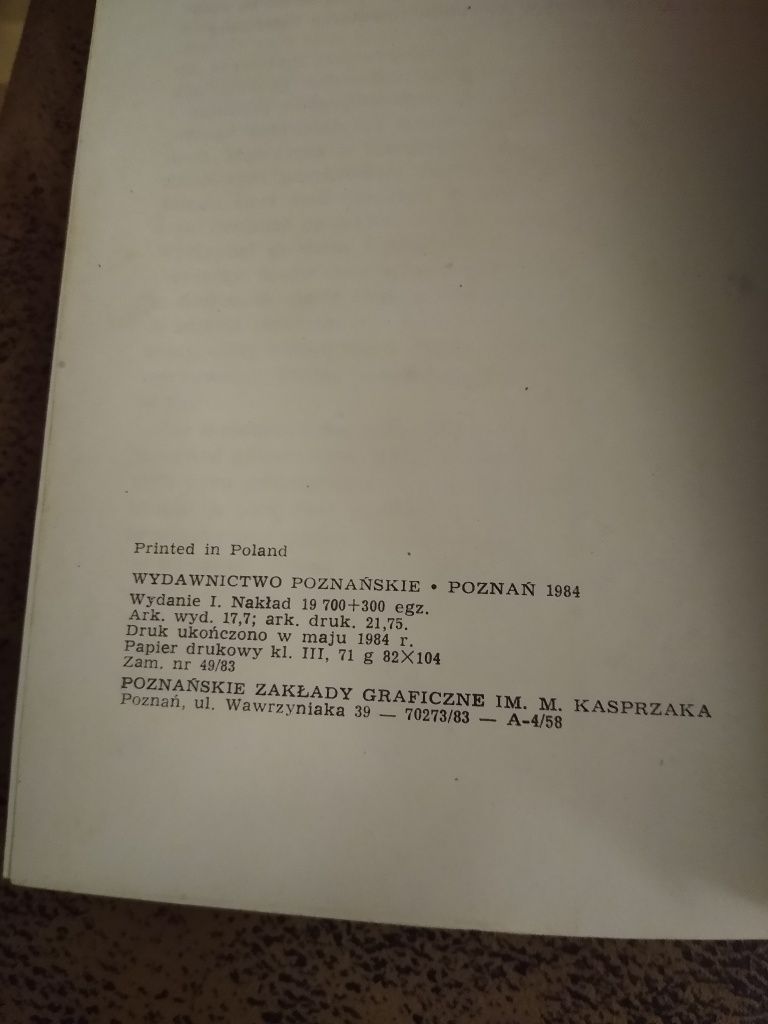 Printed in Poland
WYDAWNICTWO POZNAŃSKIE • POZNAŃ 1984
Wydanie I. Nakład 19 700+300 egz.
Ark. wyd. 17,7; ark. druk. 21,75.
Druk ukończono w maju 1984 r.
Papier drukowy kl. III, 71 g 82×104
Zam. nr 49/83
POZNAŃSKIE ZAKŁADY GRAFICZNE IM. M. KASPRZAKA
Poznań, ul. Wawrzyniaka 39 — 70273/83 — A-4/58